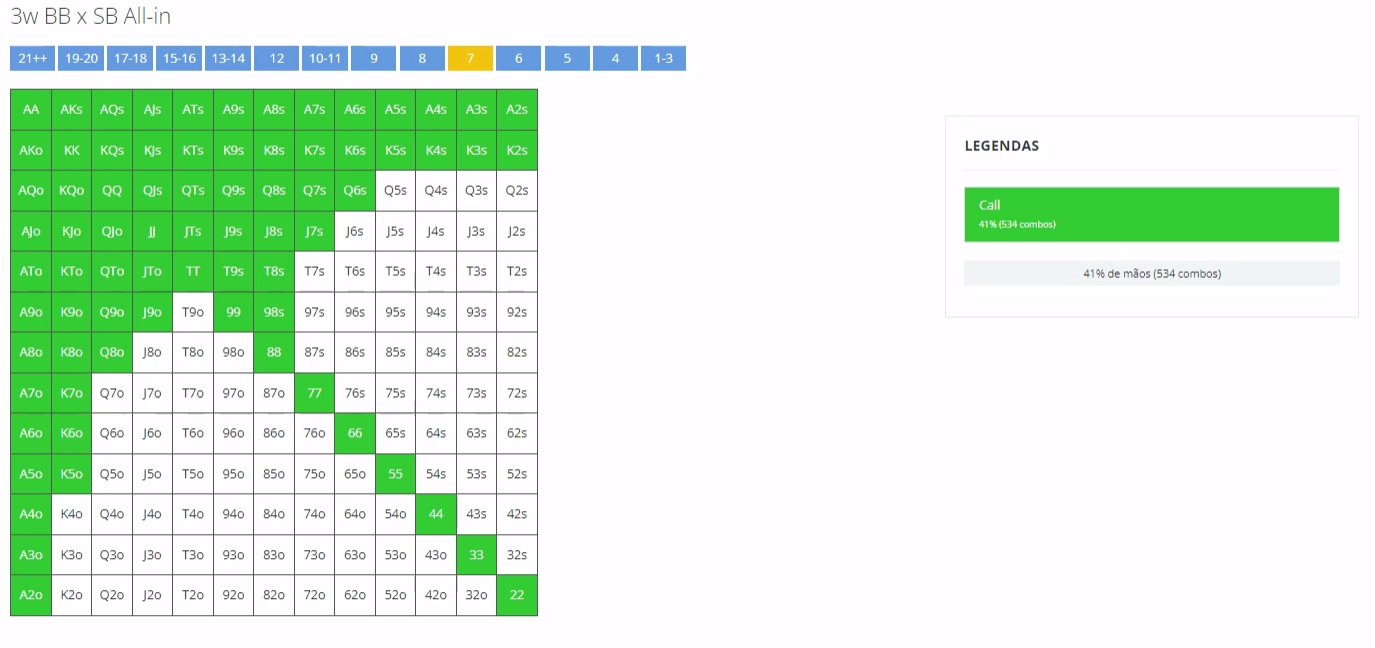 3w BB x SB All-in
21++ 19-20 17-18 15-16 13-14 12 10-11 9 8 7 6 5 4 1-3
AA AKs AQs AJs ATs A9s A8s A7s A6s A5s A4s A3s A2s
AKo KK KQs KJs KTs K9s K8s K7s K6s K5s K4s K3s K2s
AQo KQo QQ QJs QTs Q9s Q8s Q7s Q6s Q5s Q4s Q3s Q2s
AJo KJo QJo JJ JTs J9s J8s J7s J6s J5s J4s J3s J2s
ATo KTo QTo JTo TT T9s T8s T7s T6s T5s T4s T3s T2s
A9o K9o Q9o J9o T9o 99 98s 97s 96s 95s 94s 93s 92s
A8o K8o Q8o J8o T8o 98o 88 87s 86s 85s 84s 83s 82s
A7o K7o Q7o J7o T7o 97o 87o 77 76s 75s 74s 73s 72s
A6o K6o Q6o J6o T6o 96o 86o 76o 66 65s 64s 63s 62s
A5o K5o Q5o J5o T5o 95o 85o 75o 65o 55 54s 53s 52s
A4o K4o Q4o J4o T4o 94o 84o 74o 64o 54o 44 43s 42s
A3o K3o Q3o J3o T3o 93o 83o 73o 63o 53o 43o 33 32s
A2o K2o Q2o J2o T2o 92o 82o 72o 62o 52o 42o 32o 22
LEGENDAS
Call
41% (534 combos)
41% de mãos (534 combos)